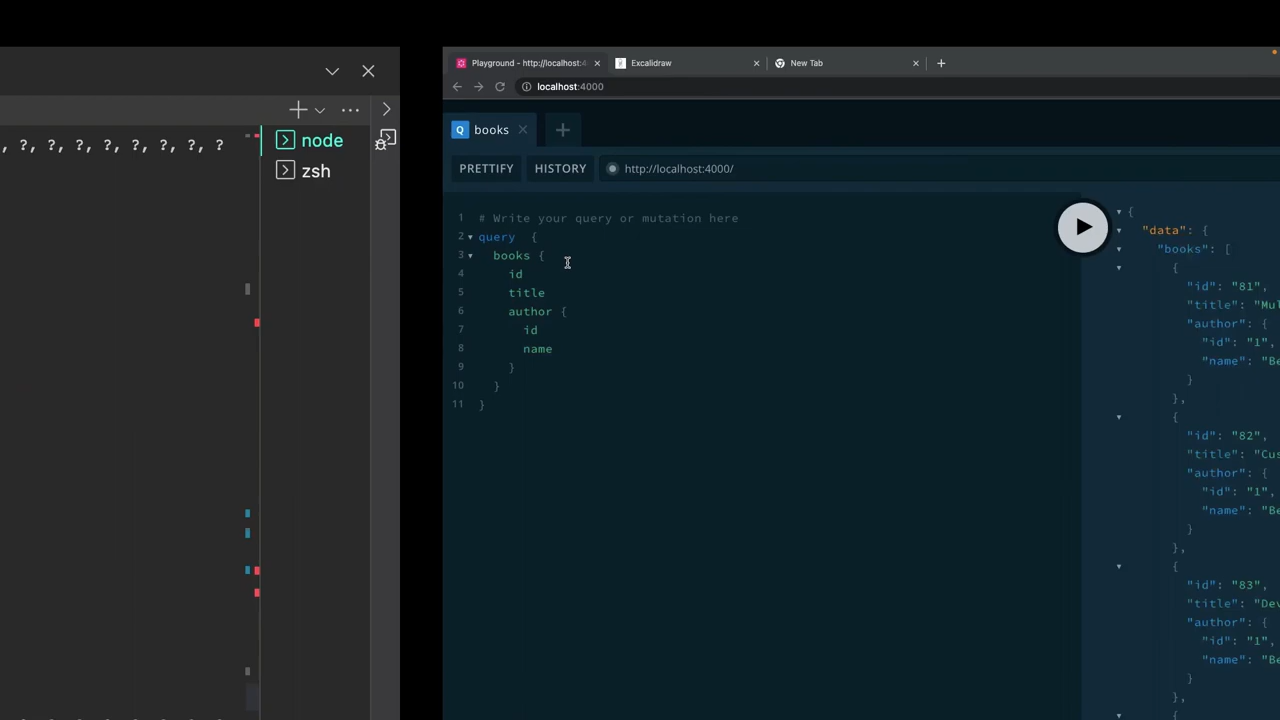 , ?, ?, ?, ?, ?, ?, ?, ?
node
zsh
Playground - http://localhost:4
Excalidraw
New Tab
localhost:4000
Q books
PRETTIFY
HISTORY
http://localhost:4000/
1 # Write your query or mutation here
2 query {
3 books {
4 id
5 title
6 author {
7 id
8 name
9 }
10 }
11 }
{
"data": {
"books": [
{
"id": "81",
"title": "Mul
"author": {
"id": "1",
"name": "Be
}
},
{
"id": "82",
"title": "Cus
"author": {
"id": "1",
"name": "Be
}
},
{
"id": "83",
"title": "Dev
"author": {
"id": "1",
"name": "Be
}
},
{